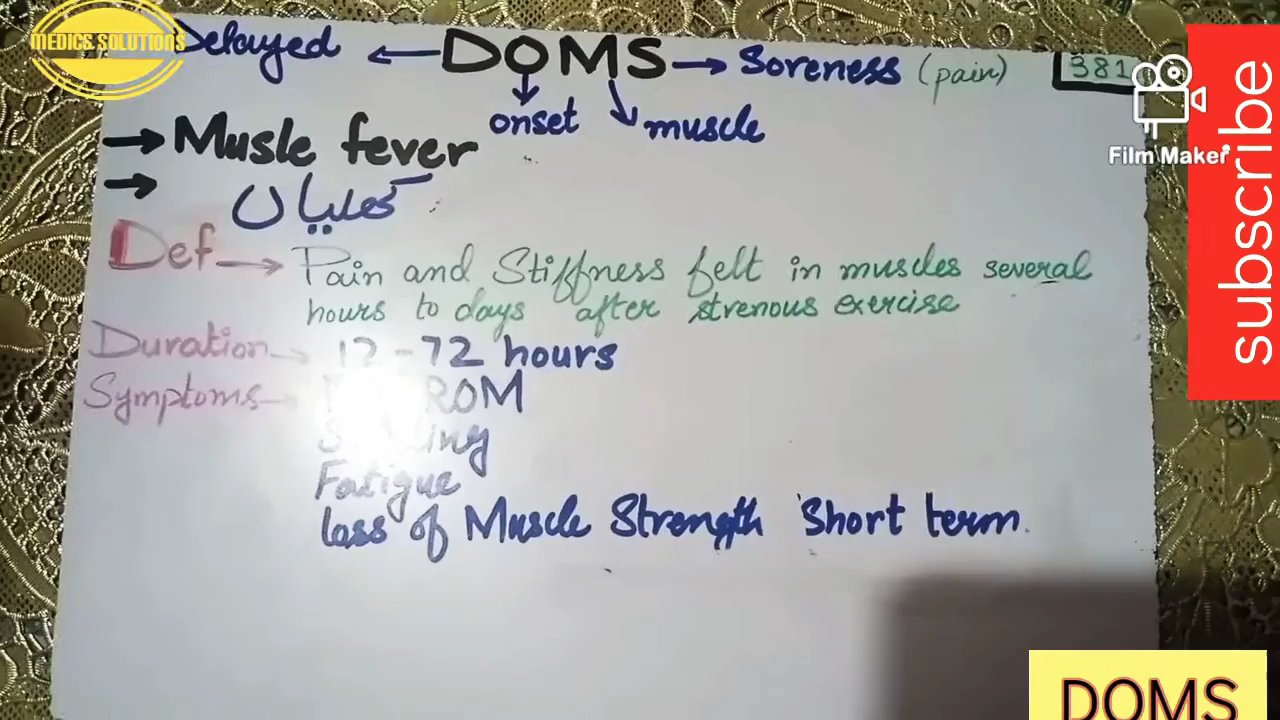 MEDICS SOLUTIONS
Delayed ← DOMS → Soreness (pain)
381
onset
muscle
→ Musle fever
→
کھلیاں
Film Maker
subscribe
Def → Pain and Stiffness felt in muscles several
hours to days after strenous exercise
Duration → 12-72 hours
Symptoms → ROM
Fatigue
loss of Muscle Strength Short term.
DOMS